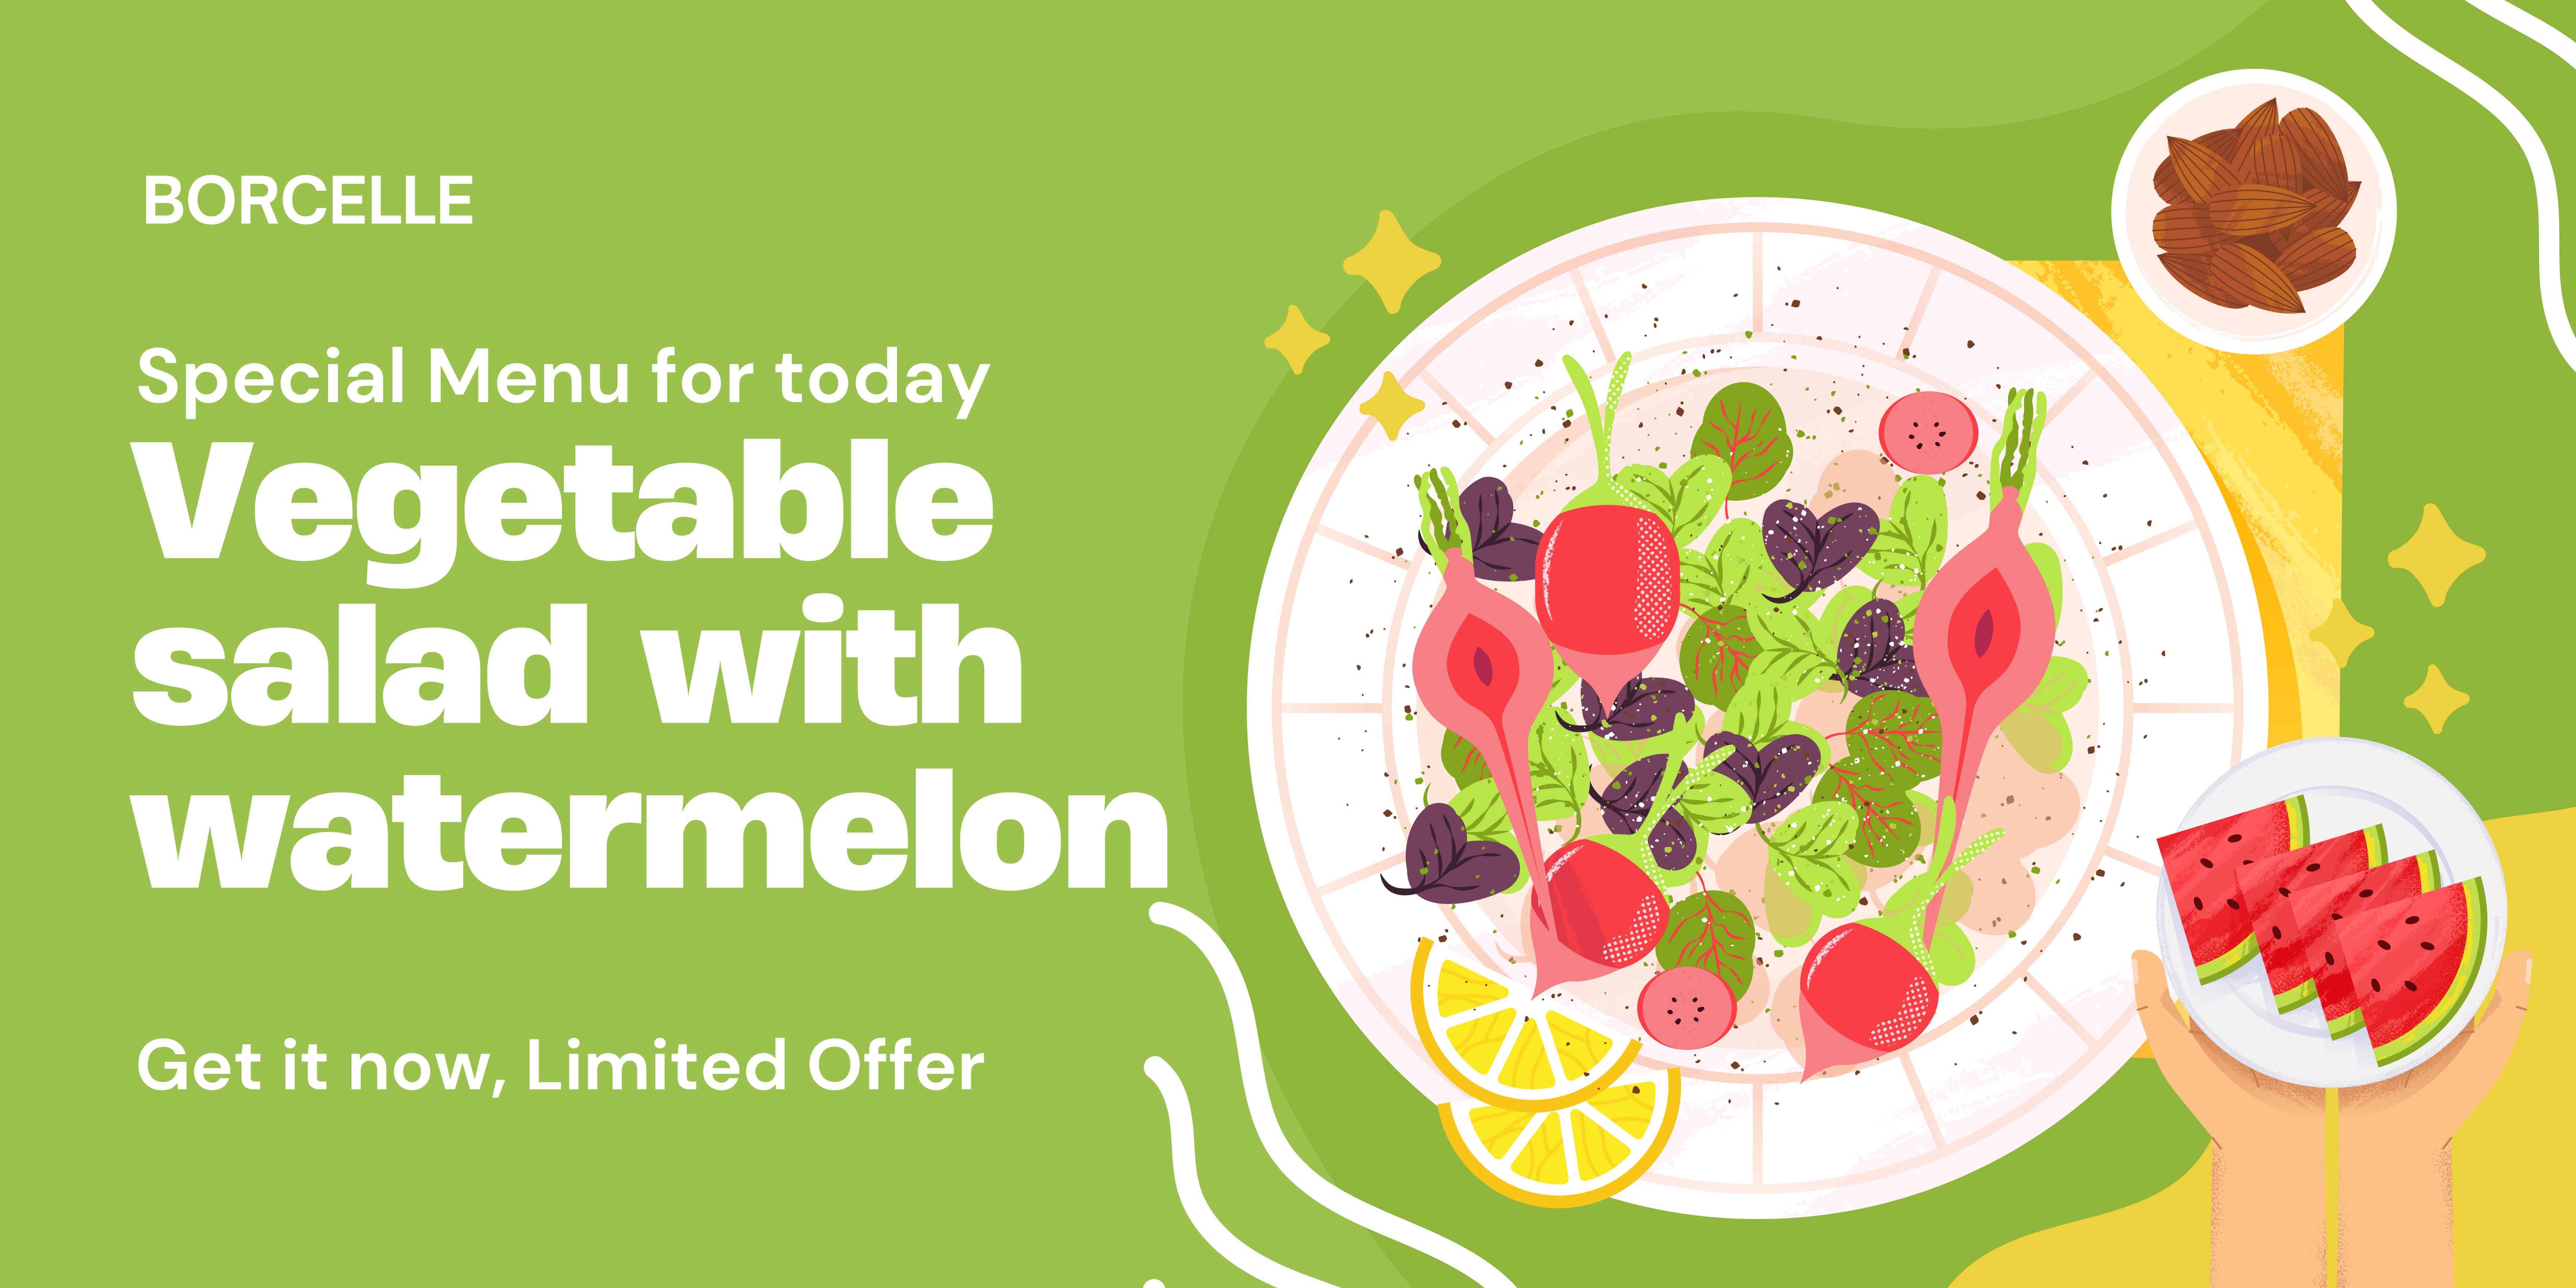 BORCELLE
Special Menu for today
Vegetable
salad with
watermelon
Get it now, Limited Offer